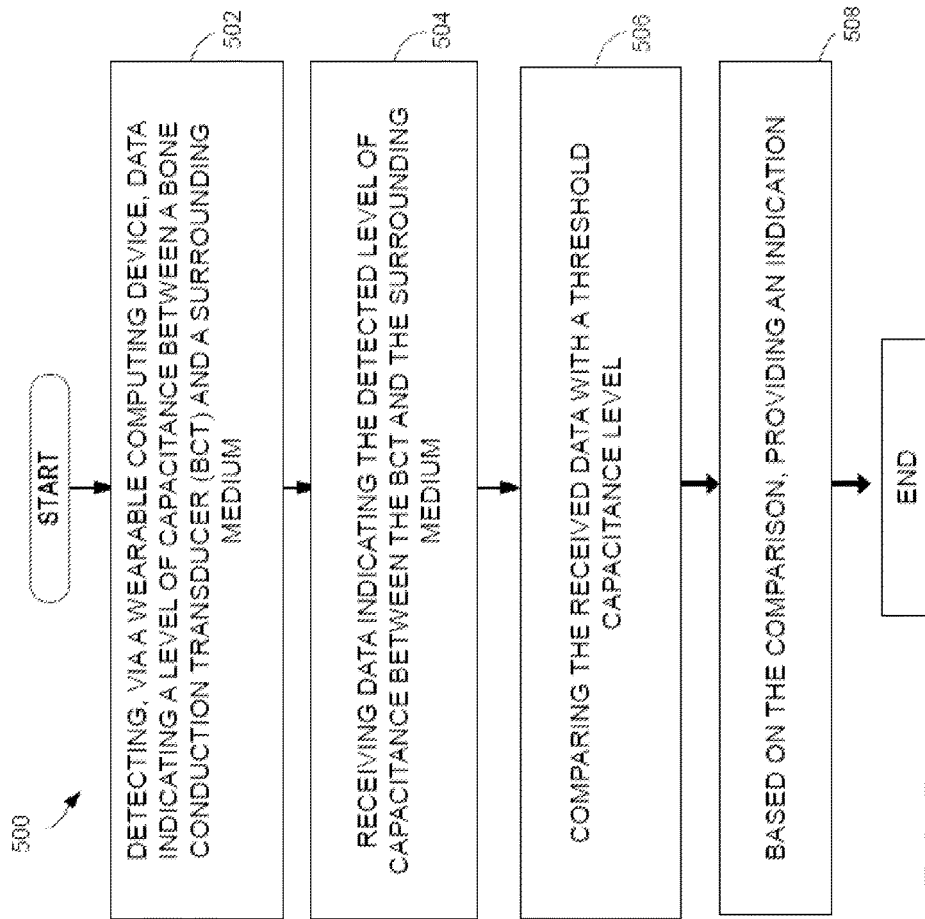 500
START
DETECTING, VIA A WEARABLE COMPUTING DEVICE, DATA
INDICATING A LEVEL OF CAPACITANCE BETWEEN A BONE
CONDUCTION TRANSDUCER (BCT) AND A SURROUNDING
MEDIUM
502
RECEIVING DATA INDICATING THE DETECTED LEVEL OF
CAPACITANCE BETWEEN THE BCT AND THE SURROUNDING
MEDIUM
504
COMPARING THE RECEIVED DATA WITH A THRESHOLD
CAPACITANCE LEVEL
506
BASED ON THE COMPARISON, PROVIDING AN INDICATION
508
END